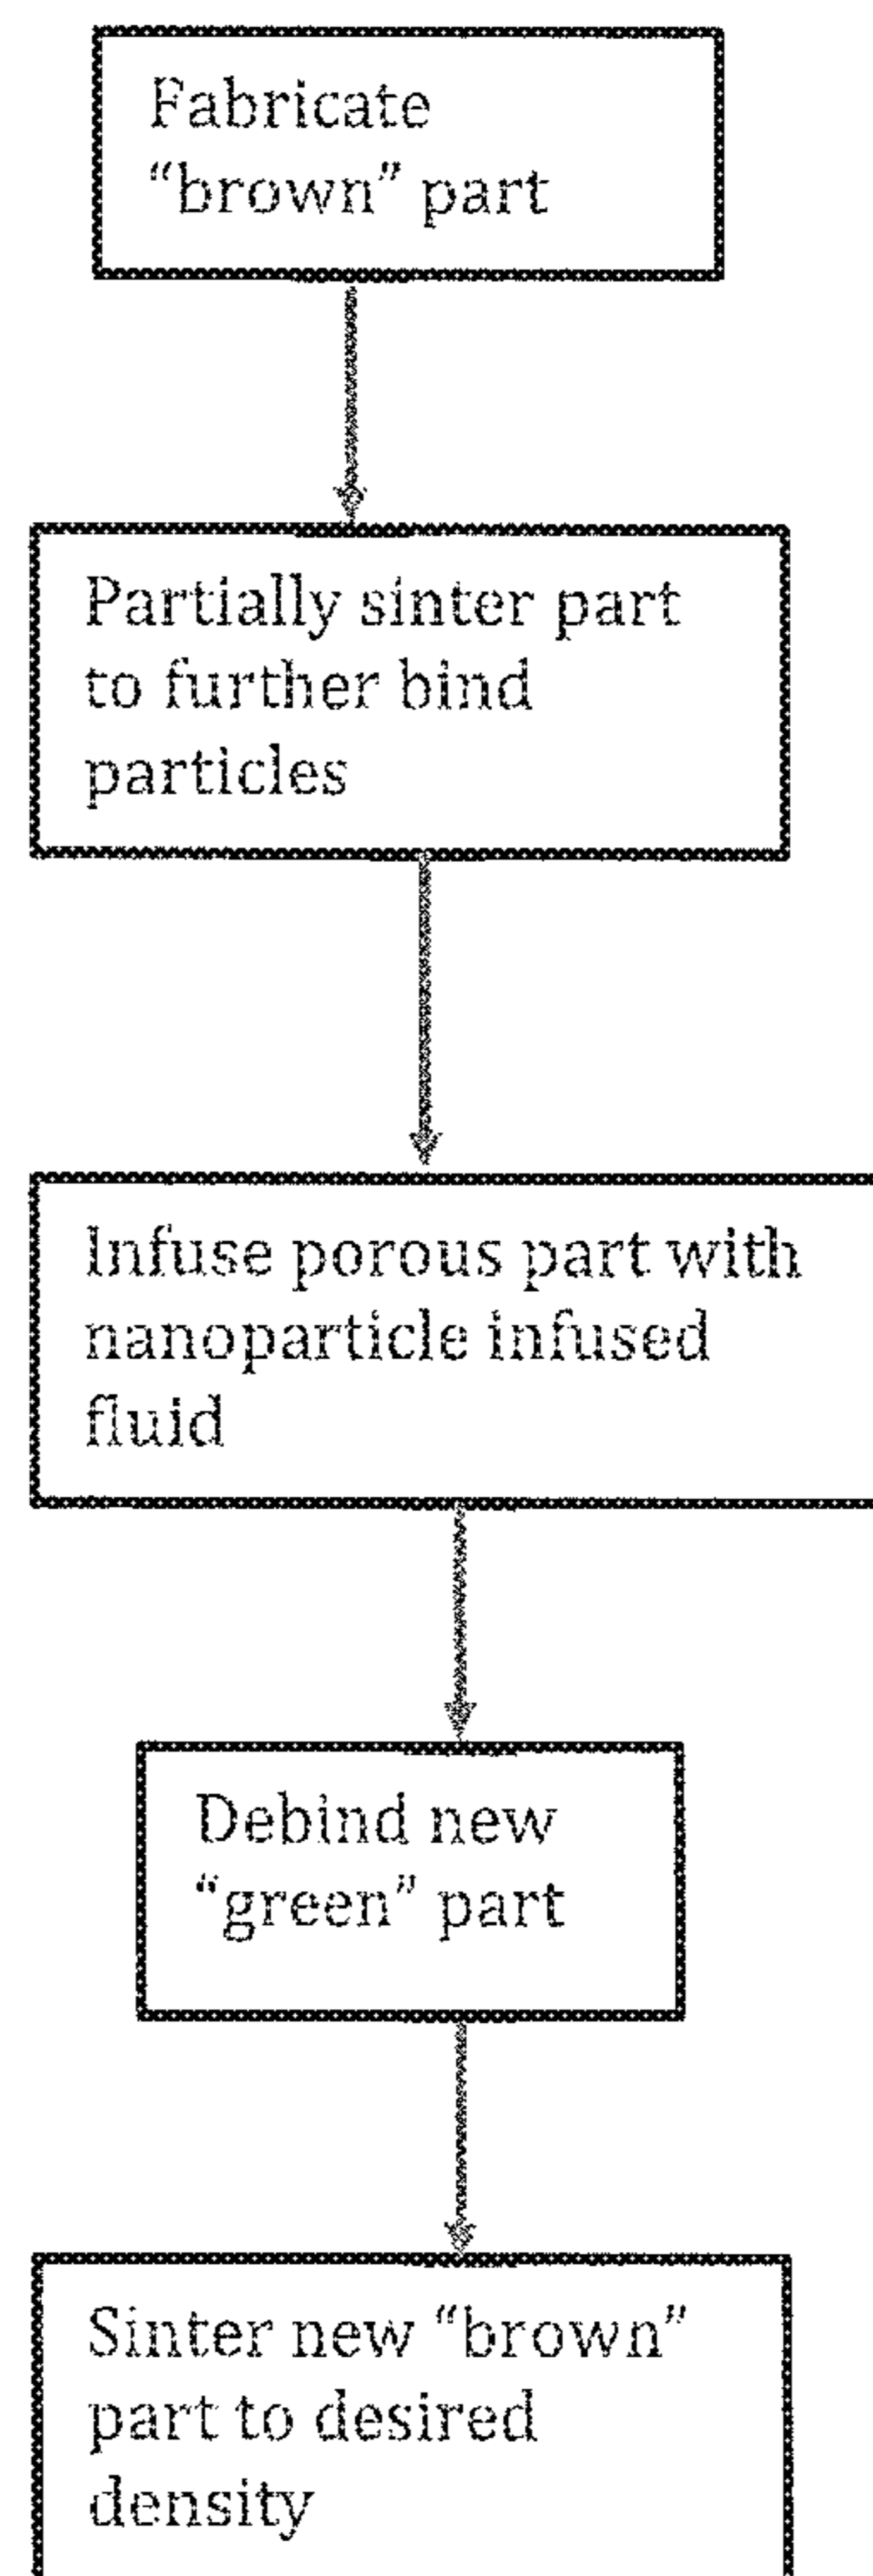 Fabricate
“brown” part
Partially sinter part
to further bind
particles
Infuse porous part with
nanoparticle infused
fluid
Debind new
“green” part
Sinter new “brown”
part to desired
density